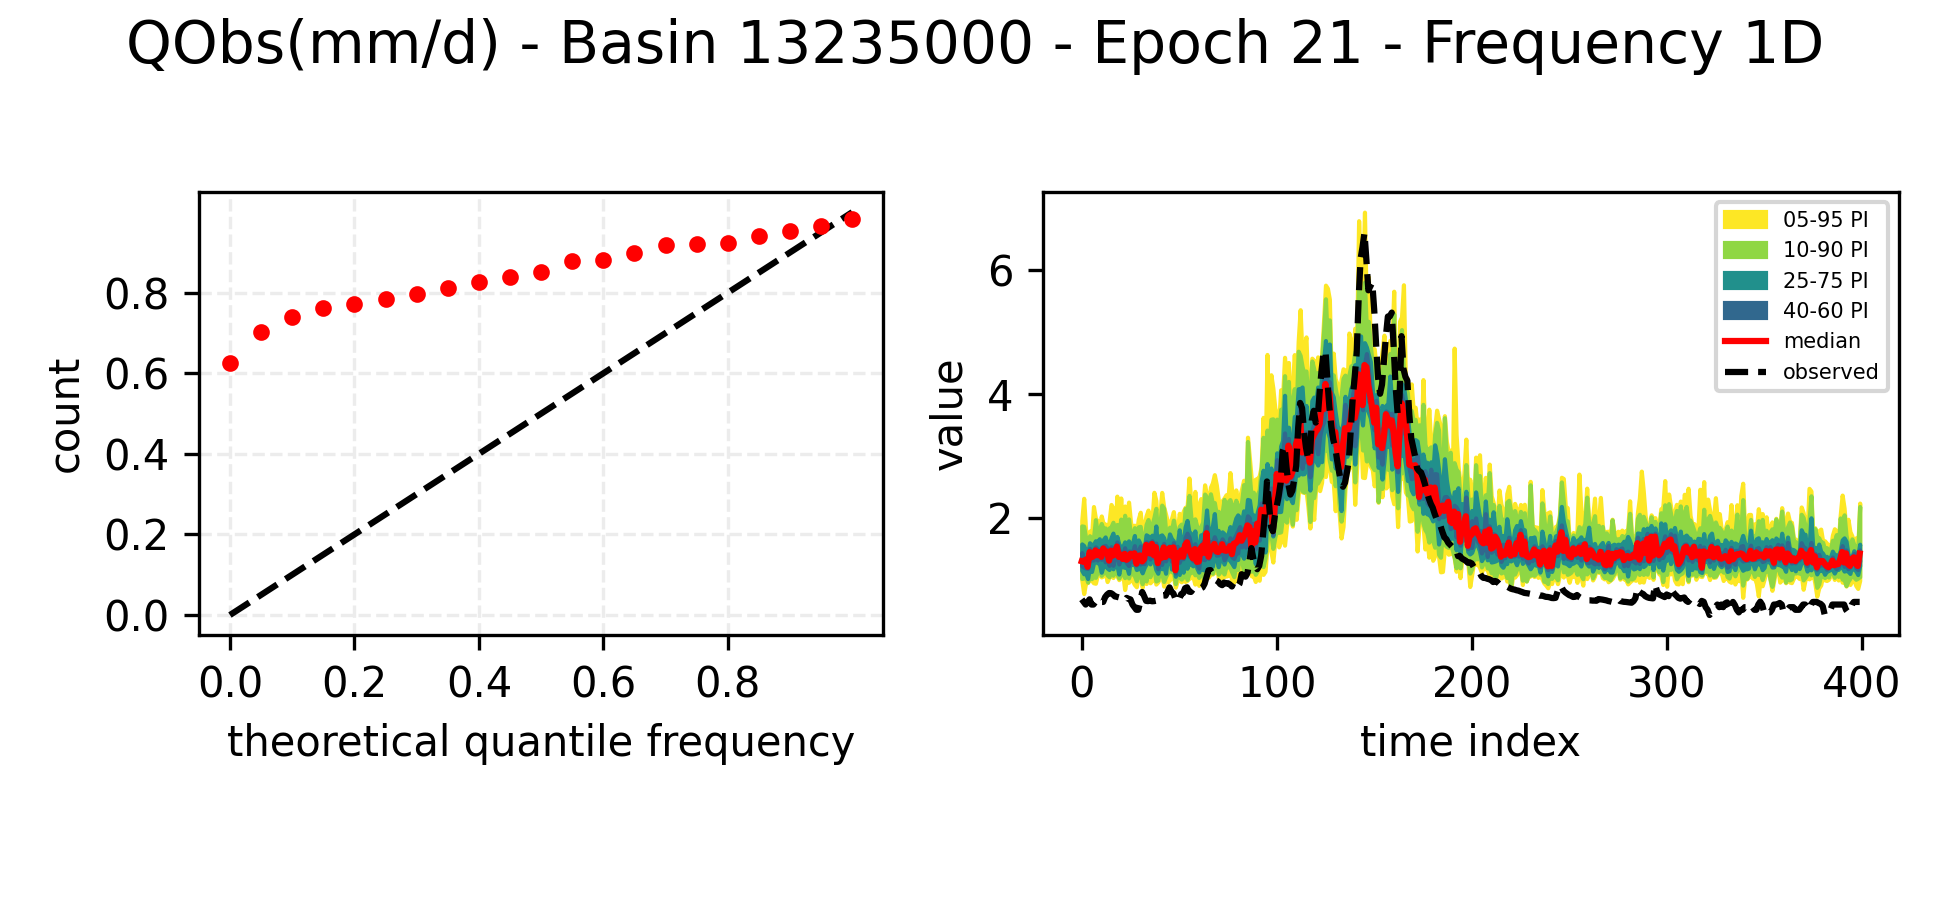 QObs(mm/d) - Basin 13235000 - Epoch 21 - Frequency 1D
0.8
0.6
0.4
0.2
0.0
count
0.0 0.2 0.4 0.6 0.8
theoretical quantile frequency
6
4
2
value
0 100 200 300 400
time index
05-95 PI
10-90 PI
25-75 PI
40-60 PI
median
observed